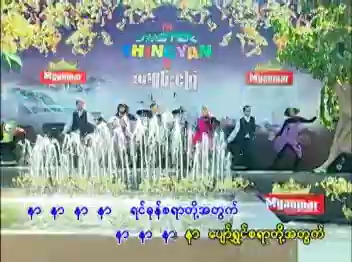 THINGYAN
Myanmar
Myanmar
Myanmar
နာ နာ နာ နာ ရင်ခုန်စရာတို့အတွက်
နာ နာ နာ နာ ပျော်ရွှင်စရာတို့အတွက်